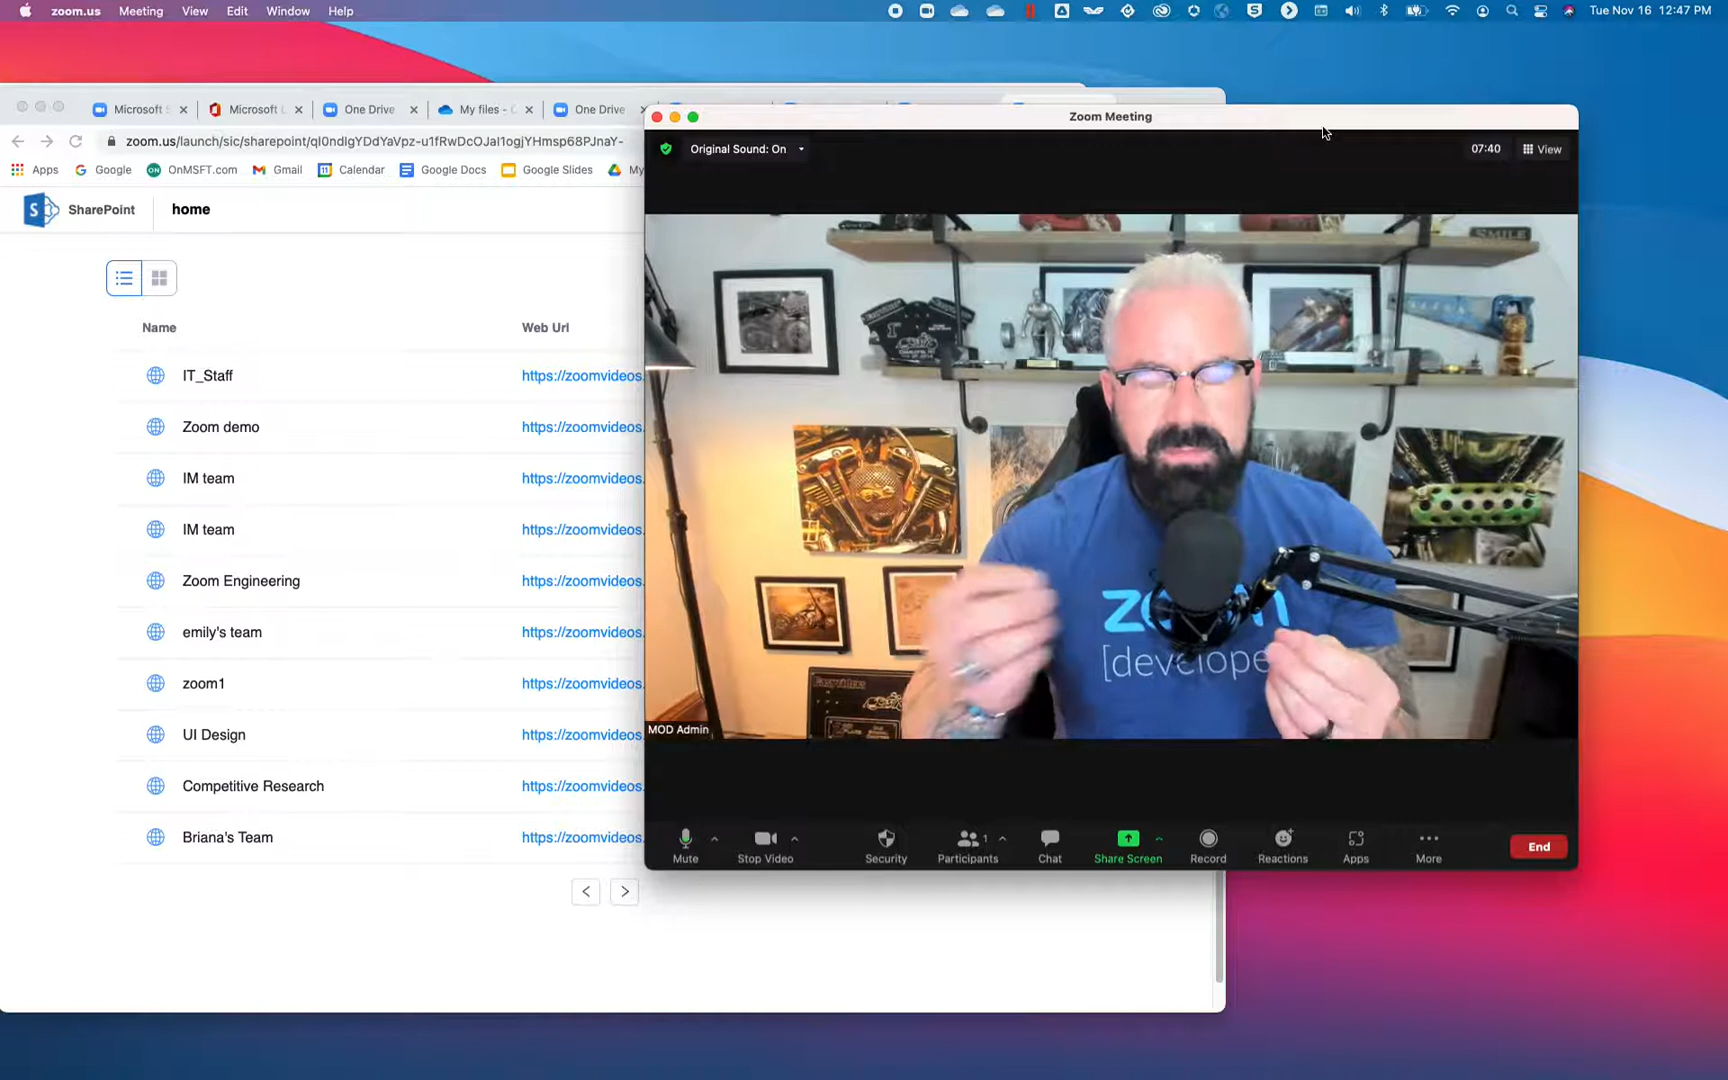 zoom.us Meeting View Edit Window Help
Tue Nov 16 12:47 PM
Microsoft
Microsoft
One Drive
My files -
One Drive
zoom.us/launch/sic/sharepoint/
Apps Google OnMSFT.com Gmail Calendar Google Docs Google Slides My
SharePoint home
Name Web Url
IT_Staff https://zoomvideos.
Zoom demo https://zoomvideos.
IM team https://zoomvideos.
IM team https://zoomvideos.
Zoom Engineering https://zoomvideos.
emily's team https://zoomvideos.
zoom1 https://zoomvideos.
UI Design https://zoomvideos.
Competitive Research https://zoomvideos.
Briana's Team https://zoomvideos.
Zoom Meeting
Original Sound: On
07:40 View
SMILE
zoom
[develope
MOD Admin
Mute Stop Video Security Participants 1 Chat Share Screen Record Reactions Apps More End